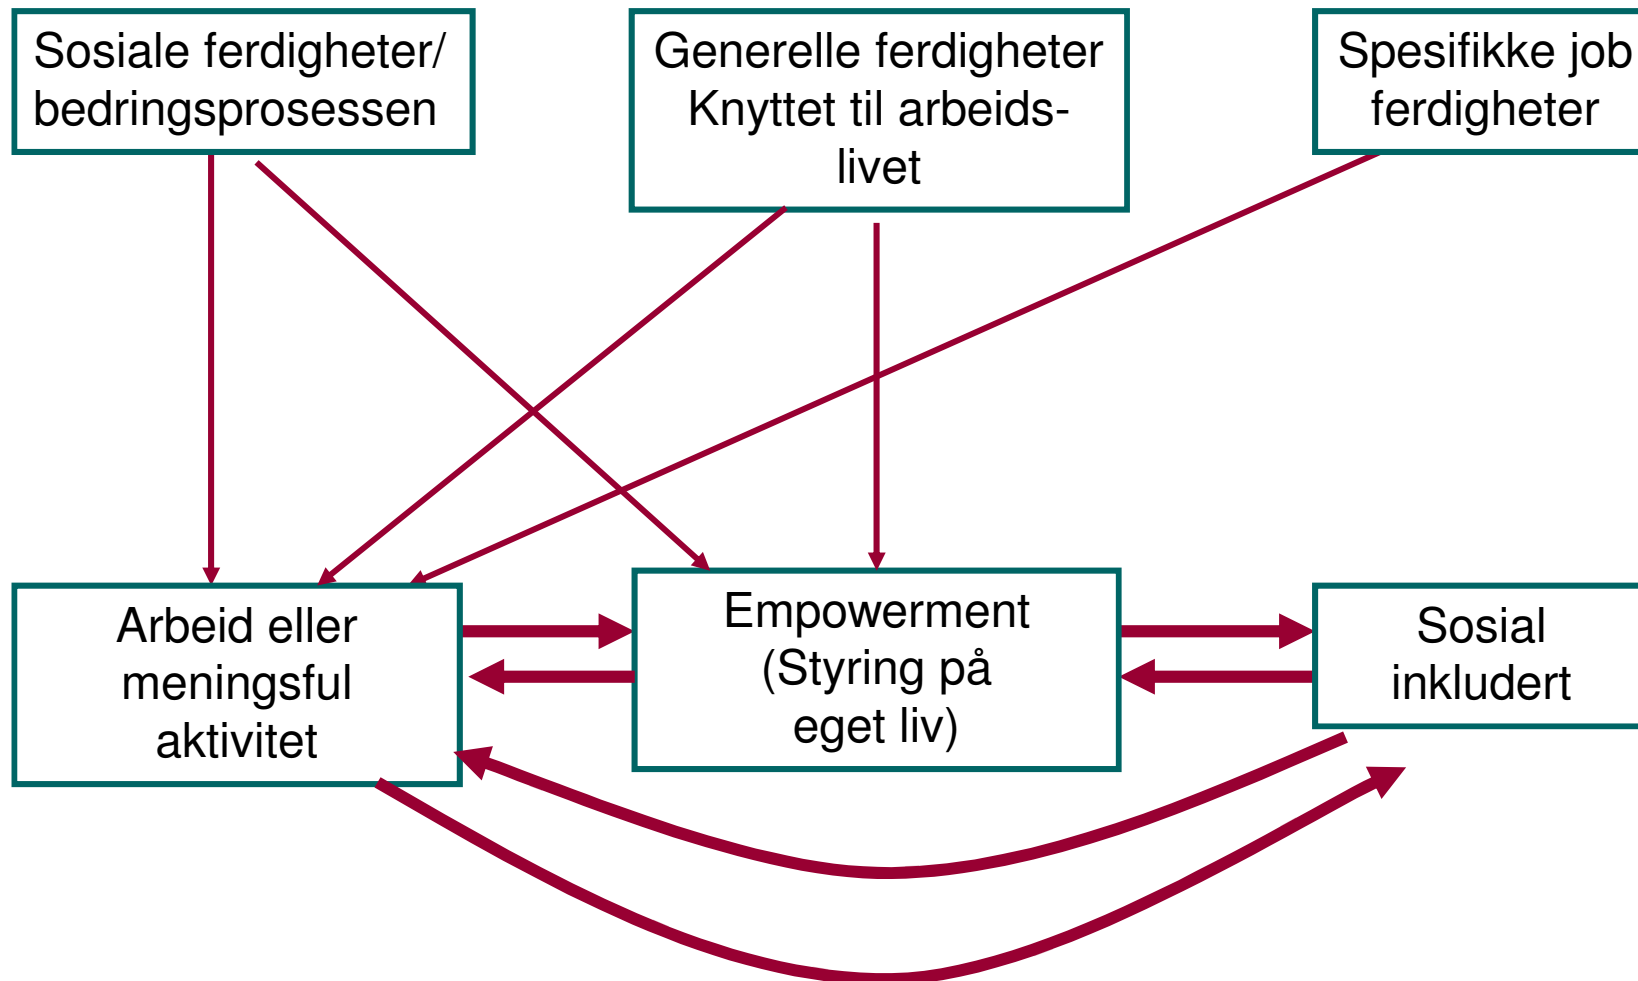 Sosiale ferdigheter/
bedringsprosessen
Generelle ferdigheter
Knyttet til arbeids-
livet
Spesifikke job
ferdigheter
Arbeid eller
meningsful
aktivitet
Empowerment
(Styring på
eget liv)
Sosial
inkludert